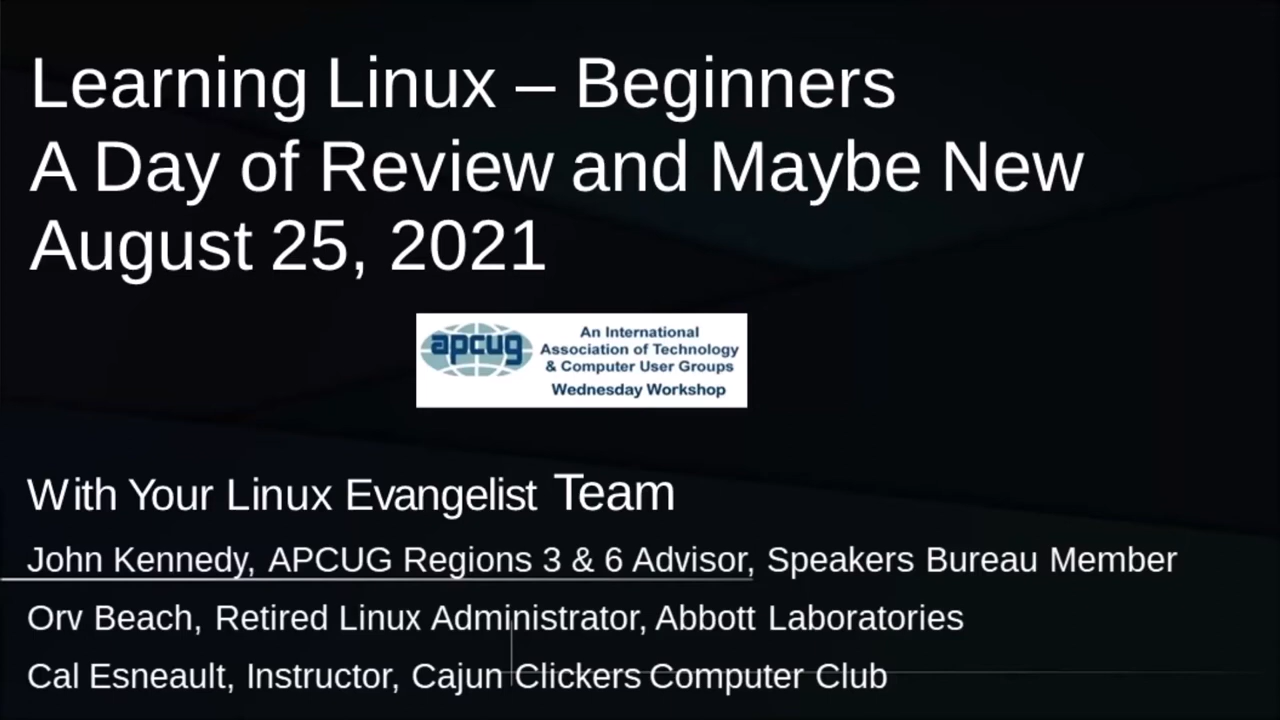 Learning Linux – Beginners
A Day of Review and Maybe New
August 25, 2021
apcug
An International
Association of Technology
& Computer User Groups
Wednesday Workshop
With Your Linux Evangelist Team
John Kennedy, APCUG Regions 3 & 6 Advisor, Speakers Bureau Member
Orv Beach, Retired Linux Administrator, Abbott Laboratories
Cal Esneault, Instructor, Cajun Clickers Computer Club